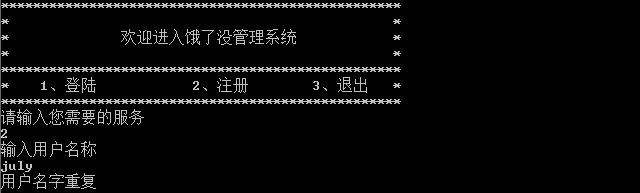 **************************************************
*                                                *
*              欢迎进入饿了没管理系统            *
*                                                *
**************************************************
*    1、登陆            2、注册        3、退出   *
**************************************************
请输入您需要的服务
2
输入用户名称
july
用户名字重复